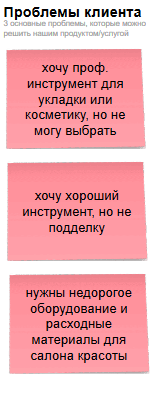 Проблемы клиента
3 основные проблемы, которые можно
решить нашим продуктом/услугой
хочу проф.
инструмент для
укладки или
косметику, но не
могу выбрать
хочу хороший
инструмент, но не
подделку
нужны недорогое
оборудование и
расходные
материалы для
салона красоты